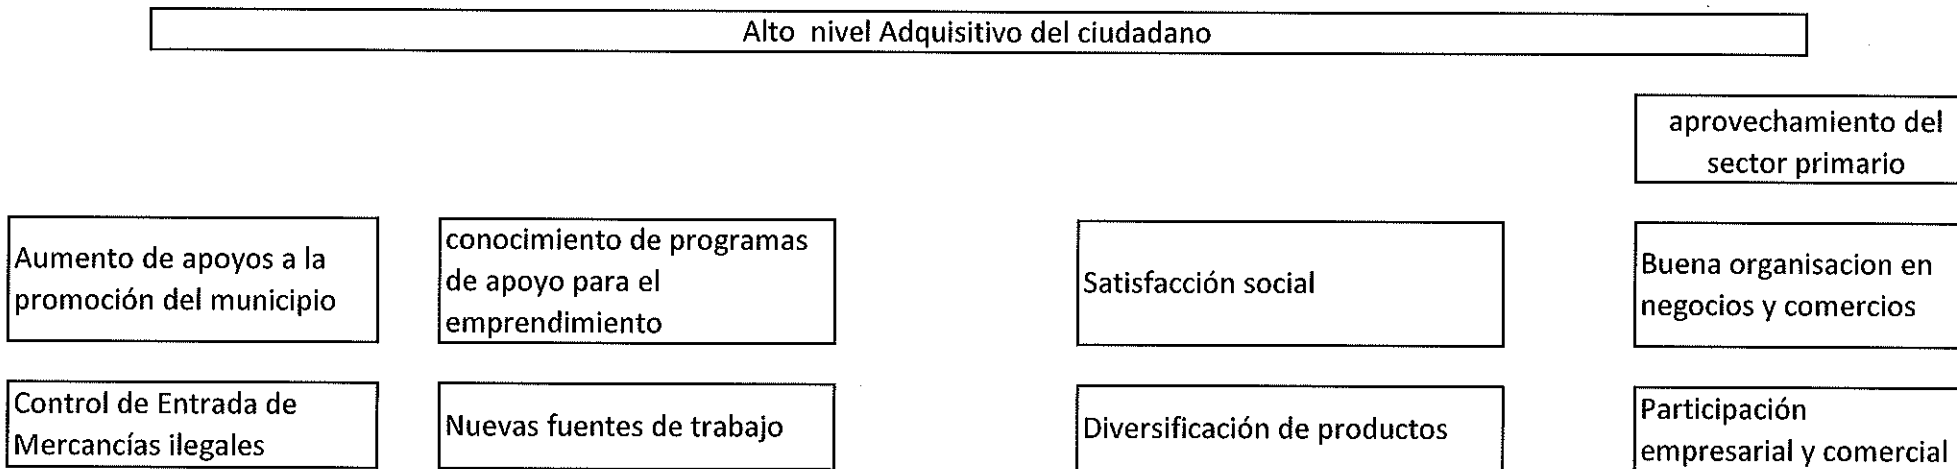 Alto nivel Adquisitivo del ciudadano
aprovechamiento del
sector primario
Aumento de apoyos a la
promoción del municipio
conocimiento de programas
de apoyo para el
emprendimiento
Satisfacción social
Buena organisacion en
negocios y comercios
Control de Entrada de
Mercancías ilegales
Nuevas fuentes de trabajo
Diversificación de productos
Participación
empresarial y comercial